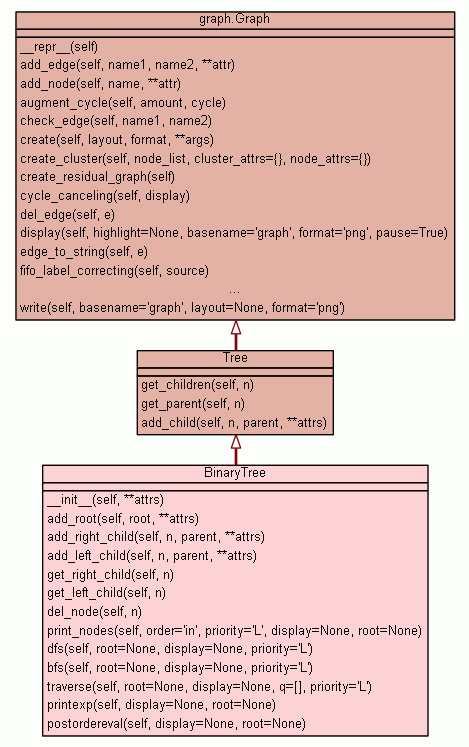 graph.Graph
__repr__(self)
add_edge(self, name1, name2, **attr)
add_node(self, name, **attr)
augment_cycle(self, amount, cycle)
check_edge(self, name1, name2)
create(self, layout, format, **args)
create_cluster(self, node_list, cluster_attrs={}, node_attrs={})
create_residual_graph(self)
cycle_canceling(self, display)
del_edge(self, e)
display(self, highlight=None, basename='graph', format='png', pause=True)
edge_to_string(self, e)
fifo_label_correcting(self, source)
...
write(self, basename='graph', layout=None, format='png')
Tree
get_children(self, n)
get_parent(self, n)
add_child(self, n, parent, **attrs)
BinaryTree
__init__(self, **attrs)
add_root(self, root, **attrs)
add_right_child(self, n, parent, **attrs)
add_left_child(self, n, parent, **attrs)
get_right_child(self, n)
get_left_child(self, n)
del_node(self, n)
print_nodes(self, order='in', priority='L', display=None, root=None)
dfs(self, root=None, display=None, priority='L')
bfs(self, root=None, display=None, priority='L')
traverse(self, root=None, display=None, q=[], priority='L')
printexp(self, display=None, root=None)
postordereval(self, display=None, root=None)